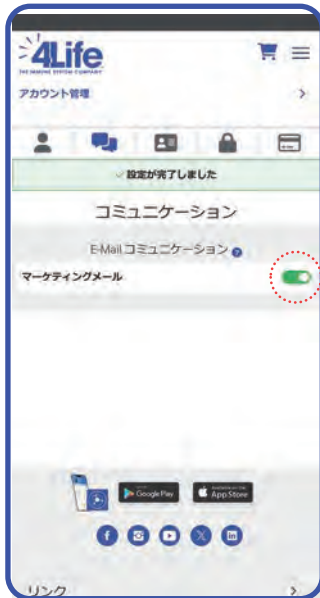 4Life
THE IMMUNE SYSTEM COMPANY
アカウント管理
設定が完了しました
コミュニケーション
E-Mail コミュニケーション
マーケティングメール
Google Play
App Store
リンク